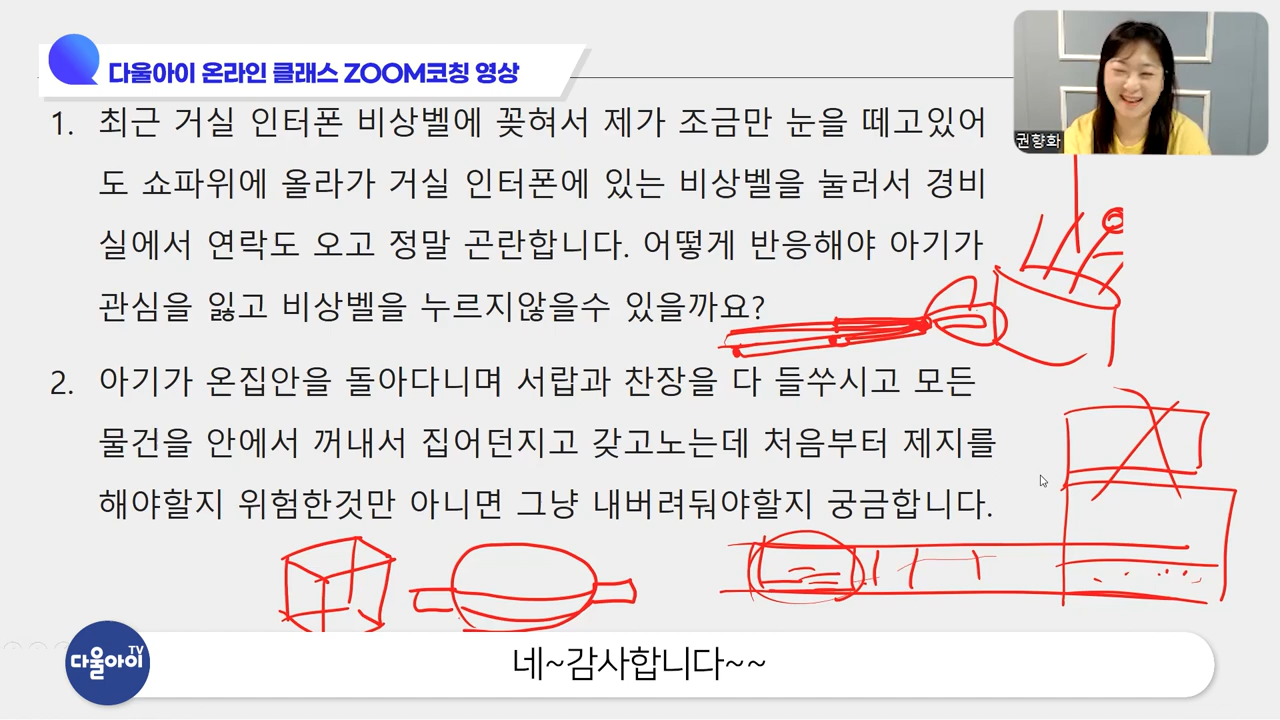 다울아이 온라인 클래스 ZOOM코칭 영상
권향화
1. 최근 거실 인터폰 비상벨에 꽂혀서 제가 조금만 눈을 떼고있어
도 쇼파위에 올라가 거실 인터폰에 있는 비상벨을 눌러서 경비
실에서 연락도 오고 정말 곤란합니다. 어떻게 반응해야 아기가
관심을 잃고 비상벨을 누르지않을수 있을까요?
2. 아기가 온집안을 돌아다니며 서랍과 찬장을 다 들쑤시고 모든
물건을 안에서 꺼내서 집어던지고 갖고노는데 처음부터 제지를
해야할지 위험한것만 아니면 그냥 내버려둬야할지 궁금합니다.
다울아이 TV
네~감사합니다~~